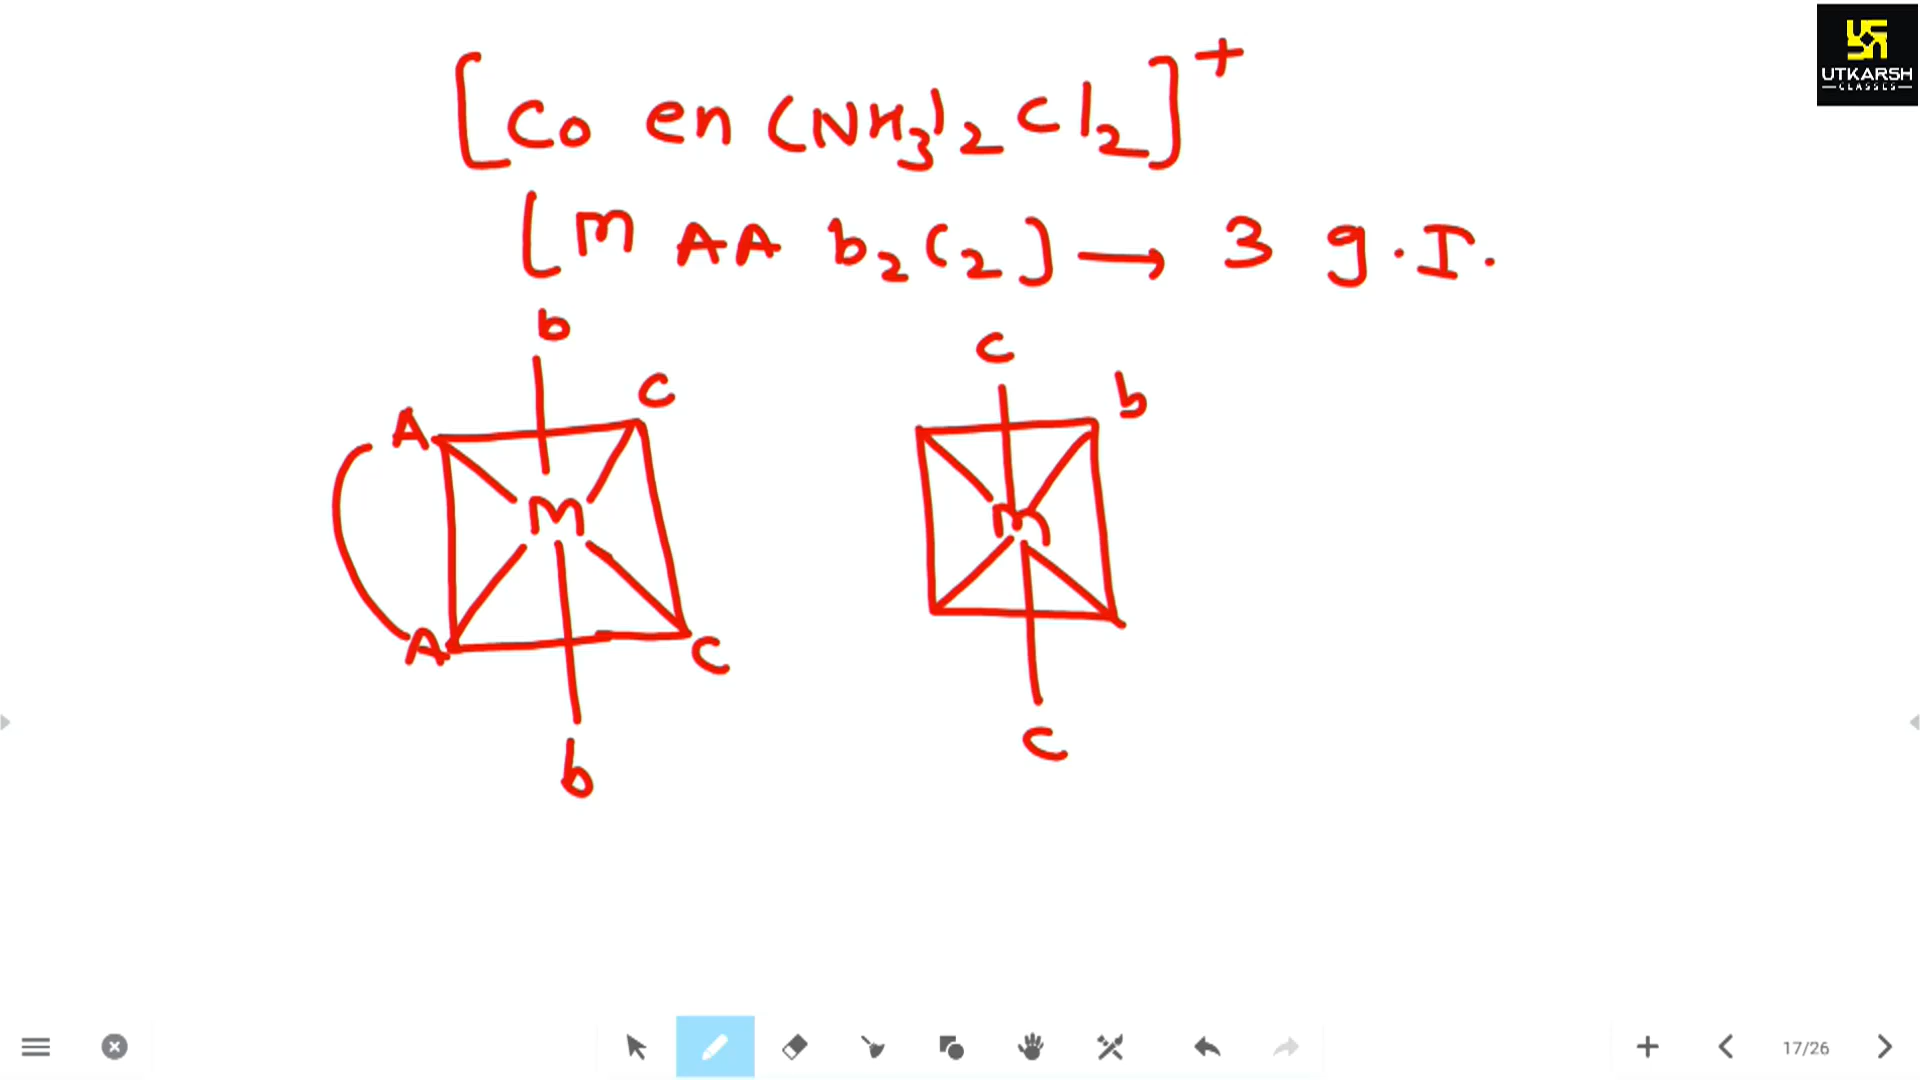 [Co en (NH3)2 Cl2]+
[M AA b2 c2] → 3 g.I.
b
c
A
M
A
c
b
c
b
M
c
UTKARSH
CLASSES
17/26